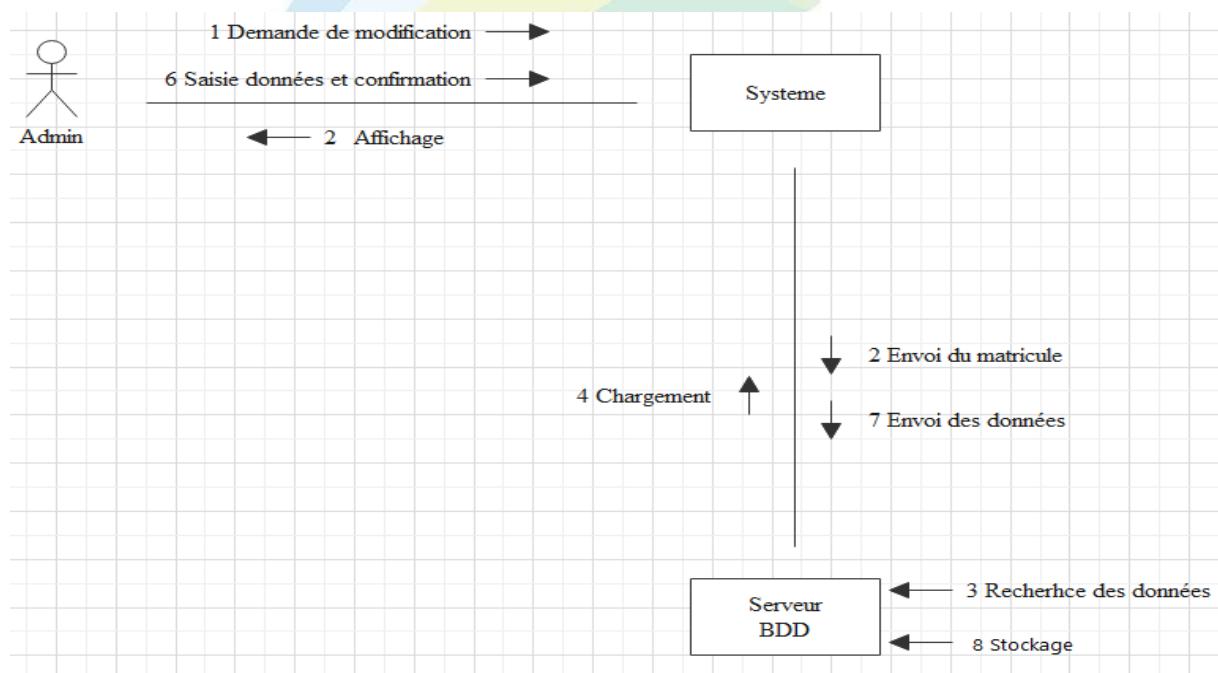 1 Demande de modification
6 Saisie données et confirmation
Systeme
Admin
2 Affichage
2 Envoi du matricule
4 Chargement
7 Envoi des données
3 Recherhce des données
Serveur
BDD
8 Stockage